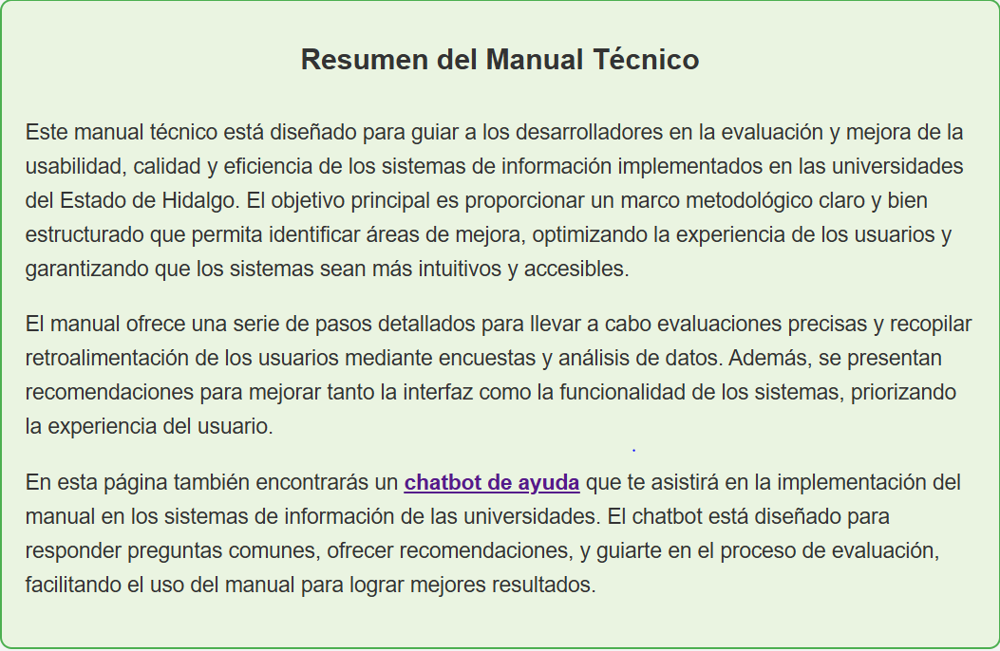 Resumen del Manual Técnico
Este manual técnico está diseñado para guiar a los desarrolladores en la evaluación y mejora de la
usabilidad, calidad y eficiencia de los sistemas de información implementados en las universidades
del Estado de Hidalgo. El objetivo principal es proporcionar un marco metodológico claro y bien
estructurado que permita identificar áreas de mejora, optimizando la experiencia de los usuarios y
garantizando que los sistemas sean más intuitivos y accesibles.
El manual ofrece una serie de pasos detallados para llevar a cabo evaluaciones precisas y recopilar
retroalimentación de los usuarios mediante encuestas y análisis de datos. Además, se presentan
recomendaciones para mejorar tanto la interfaz como la funcionalidad de los sistemas, priorizando
la experiencia del usuario.
En esta página también encontrarás un chatbot de ayuda que te asistirá en la implementación del
manual en los sistemas de información de las universidades. El chatbot está diseñado para
responder preguntas comunes, ofrecer recomendaciones, y guiarte en el proceso de evaluación,
facilitando el uso del manual para lograr mejores resultados.